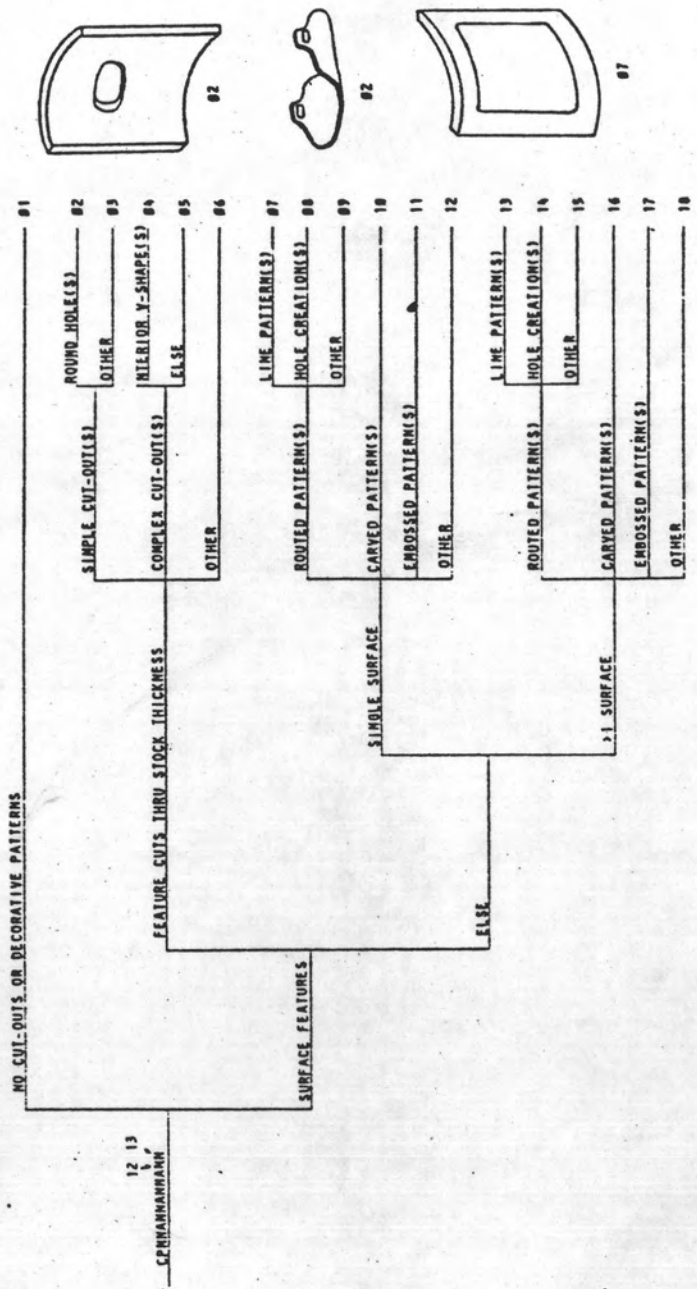 12 13
CPRNANNANNANN
NO CUT-OUTS OR DECORATIVE PATTERNS 01
SURFACE FEATURES
FEATURE CUTS THRU STOCK THICKNESS
SIMPLE CUT-OUT(S)
ROUND HOLE(S) 02
OTHER 03
COMPLEX CUT-OUT(S)
NTERIOR V-SHAPE(S) 04
ELSE 05
OTHER 06
ELSE
SINGLE SURFACE
ROUTED PATTERN(S)
LINE PATTERN(S) 07
HOLE CREATION(S) 08
OTHER 09
CARVED PATTERN(S) 10
EMBOSSED PATTERN(S) 11
OTHER 12
>1 SURFACE
ROUTED PATTERN(S)
LINE PATTERN(S) 13
HOLE CREATION(S) 14
OTHER 15
CARVED PATTERN(S) 16
EMBOSSED PATTERN(S) 17
OTHER 18
02
02
07